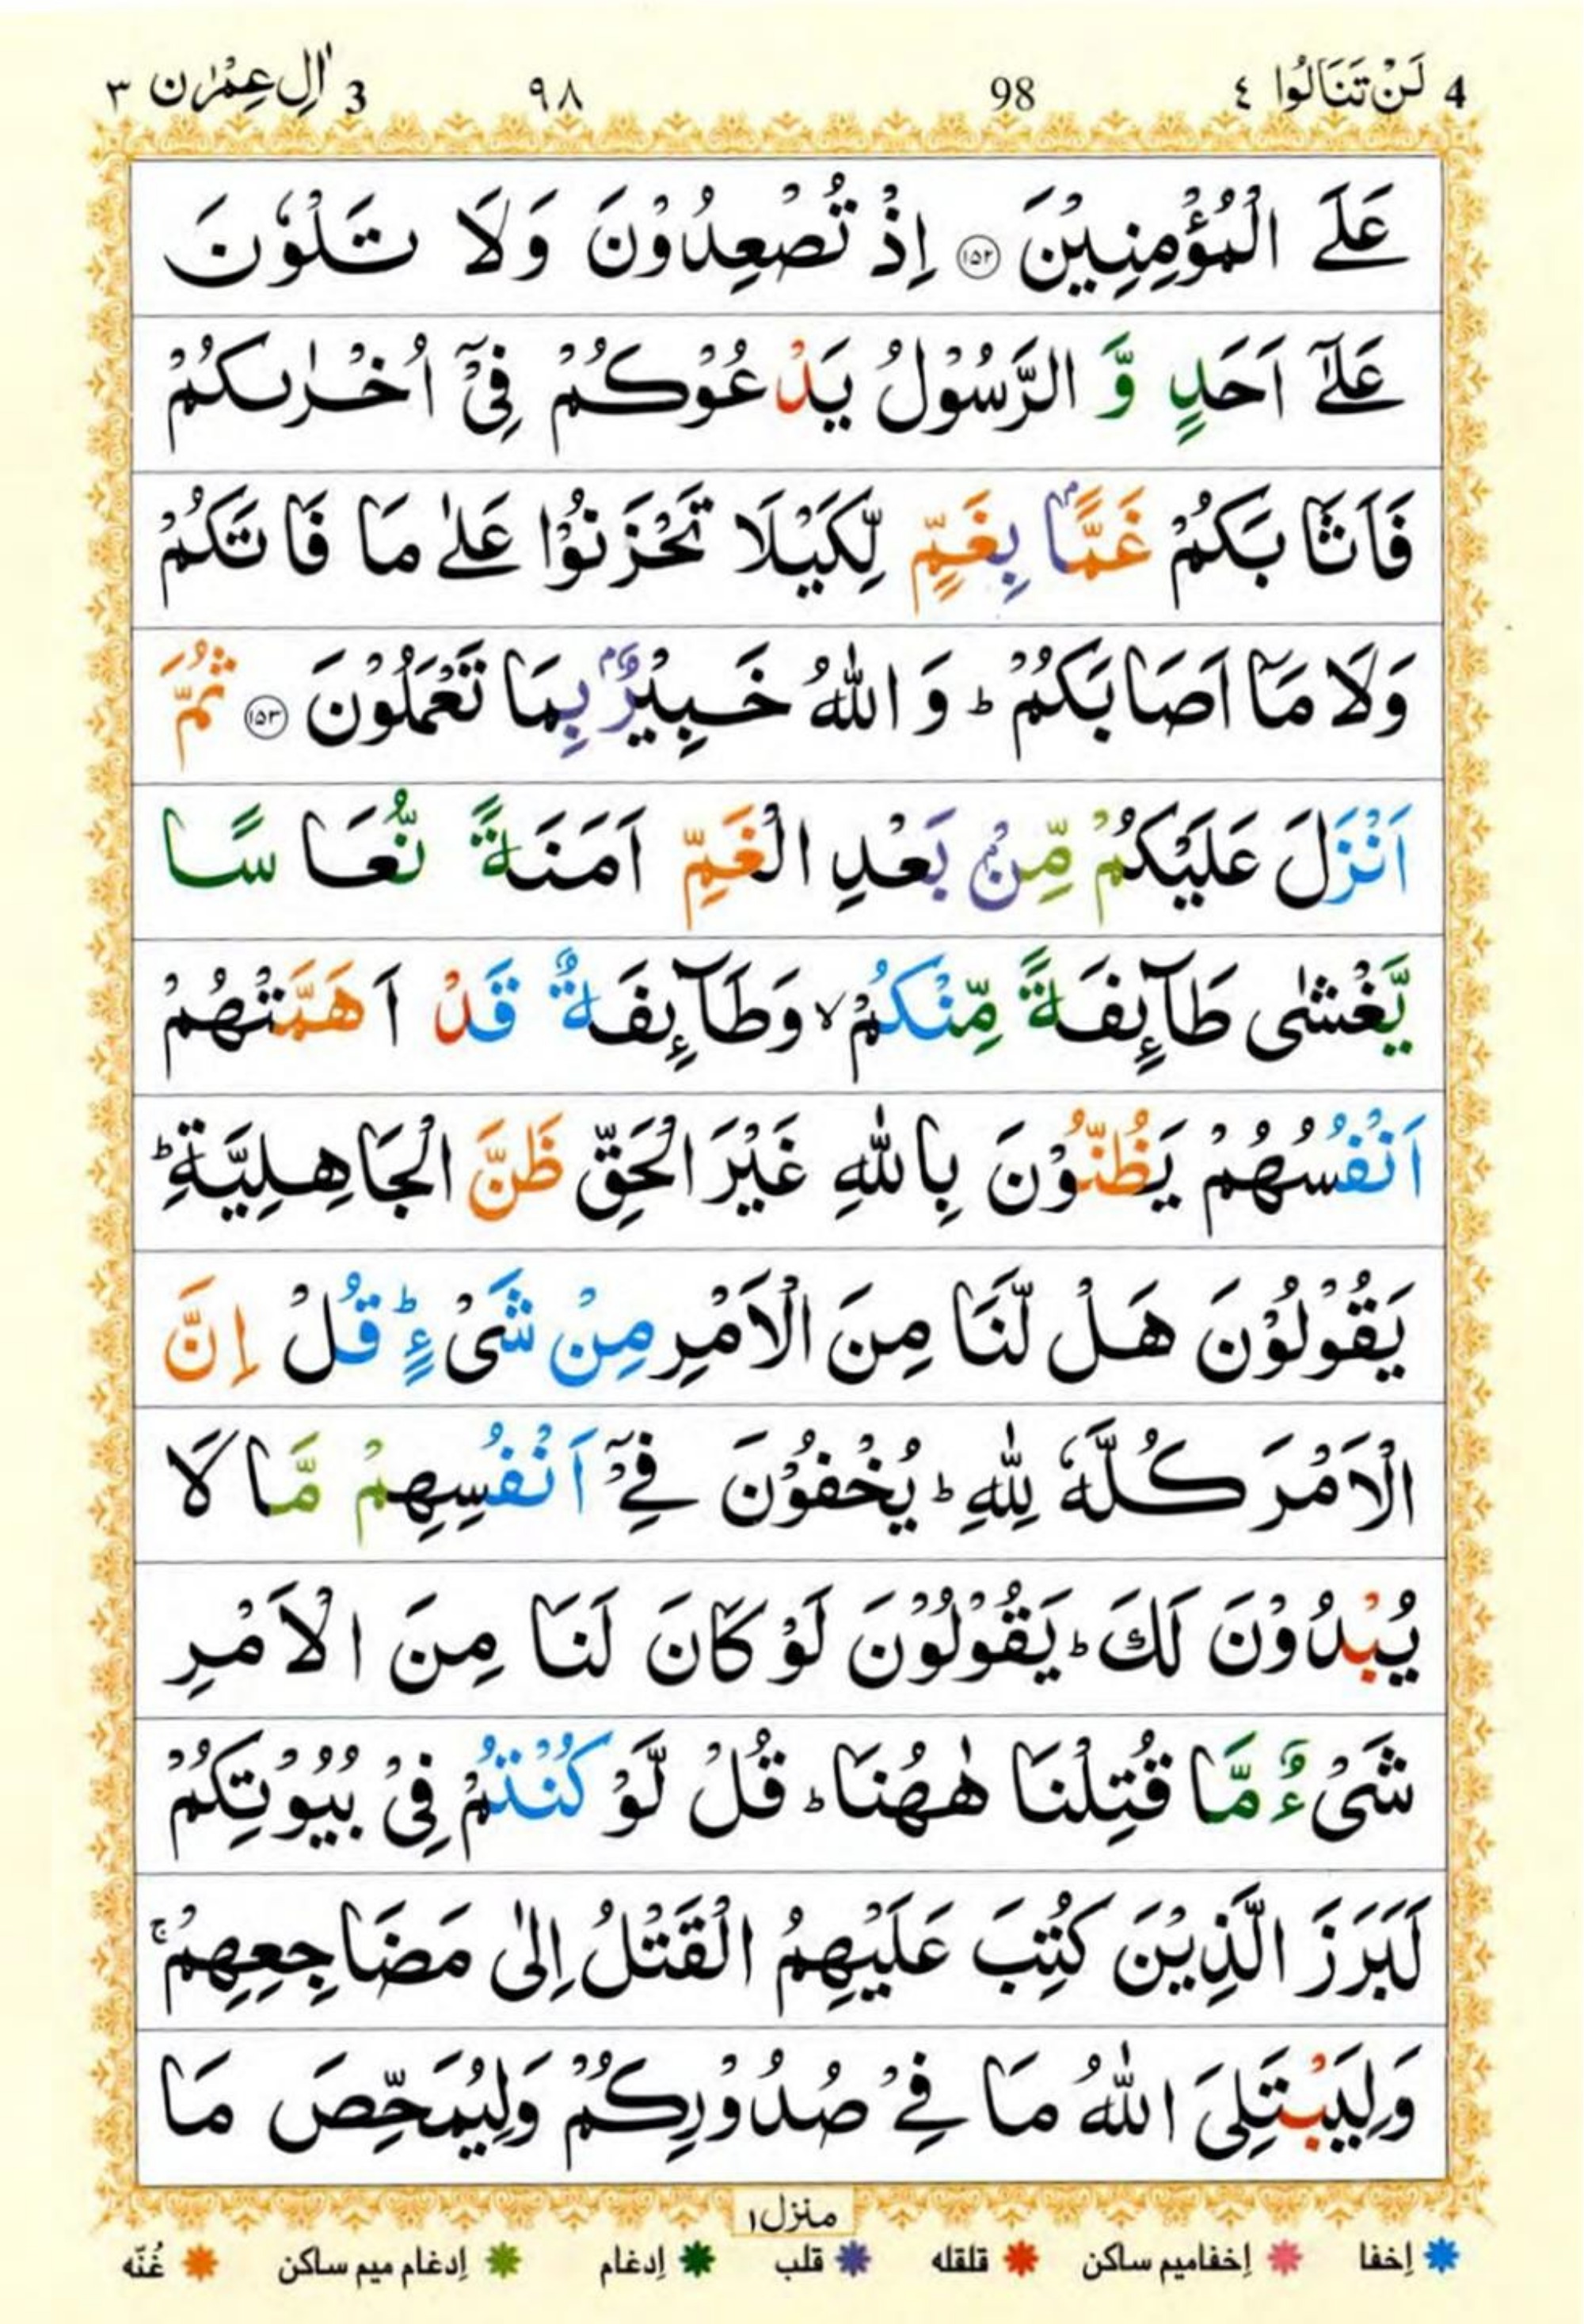 4 لَنْ تَنَالُوا ٤ 98 ٩٨ 3 اٰلِ عِمْرٰن ٣
عَلَى الْمُؤْمِنِيْنَ ۝١٥٢ اِذْ تُصْعِدُوْنَ وَلَا تَلْوٗنَ
عَلٰٓى اَحَدٍ وَّ الرَّسُوْلُ يَدْعُوْكُمْ فِيْٓ اُخْرٰىكُمْ
فَاَثَابَكُمْ غَمًّۢا بِغَمٍّ لِّكَيْلَا تَحْزَنُوْا عَلٰى مَا فَاتَكُمْ
وَلَا مَآ اَصَابَكُمْ ؕ وَ اللّٰهُ خَبِيْرٌۢ بِمَا تَعْمَلُوْنَ ۝١٥٣ ثُمَّ
اَنْزَلَ عَلَيْكُمْ مِّنْۢ بَعْدِ الْغَمِّ اَمَنَةً نُّعَاسًا
يَّغْشٰى طَآئِفَةً مِّنْكُمْ ۙ وَطَآئِفَةٌ قَدْ اَهَمَّتْهُمْ
اَنْفُسُهُمْ يَظُنُّوْنَ بِاللّٰهِ غَيْرَ الْحَقِّ ظَنَّ الْجَاهِلِيَّةِ ؕ
يَقُوْلُوْنَ هَلْ لَّنَا مِنَ الْاَمْرِ مِنْ شَيْءٍ ؕ قُلْ اِنَّ
الْاَمْرَ كُلَّهٗ لِلّٰهِ ؕ يُخْفُوْنَ فِيْٓ اَنْفُسِهِمْ مَّا لَا
يُبْدُوْنَ لَكَ ؕ يَقُوْلُوْنَ لَوْ كَانَ لَنَا مِنَ الْاَمْرِ
شَيْءٌ مَّا قُتِلْنَا هٰهُنَا ؕ قُلْ لَّوْ كُنْتُمْ فِيْ بُيُوْتِكُمْ
لَبَرَزَ الَّذِيْنَ كُتِبَ عَلَيْهِمُ الْقَتْلُ اِلٰى مَضَاجِعِهِمْ ۚ
وَلِيَبْتَلِيَ اللّٰهُ مَا فِيْ صُدُوْرِكُمْ وَلِيُمَحِّصَ مَا
منزل ١
إخفا إخفاميم ساكن قلقله قلب إدغام إدغام ميم ساكن غُنّه